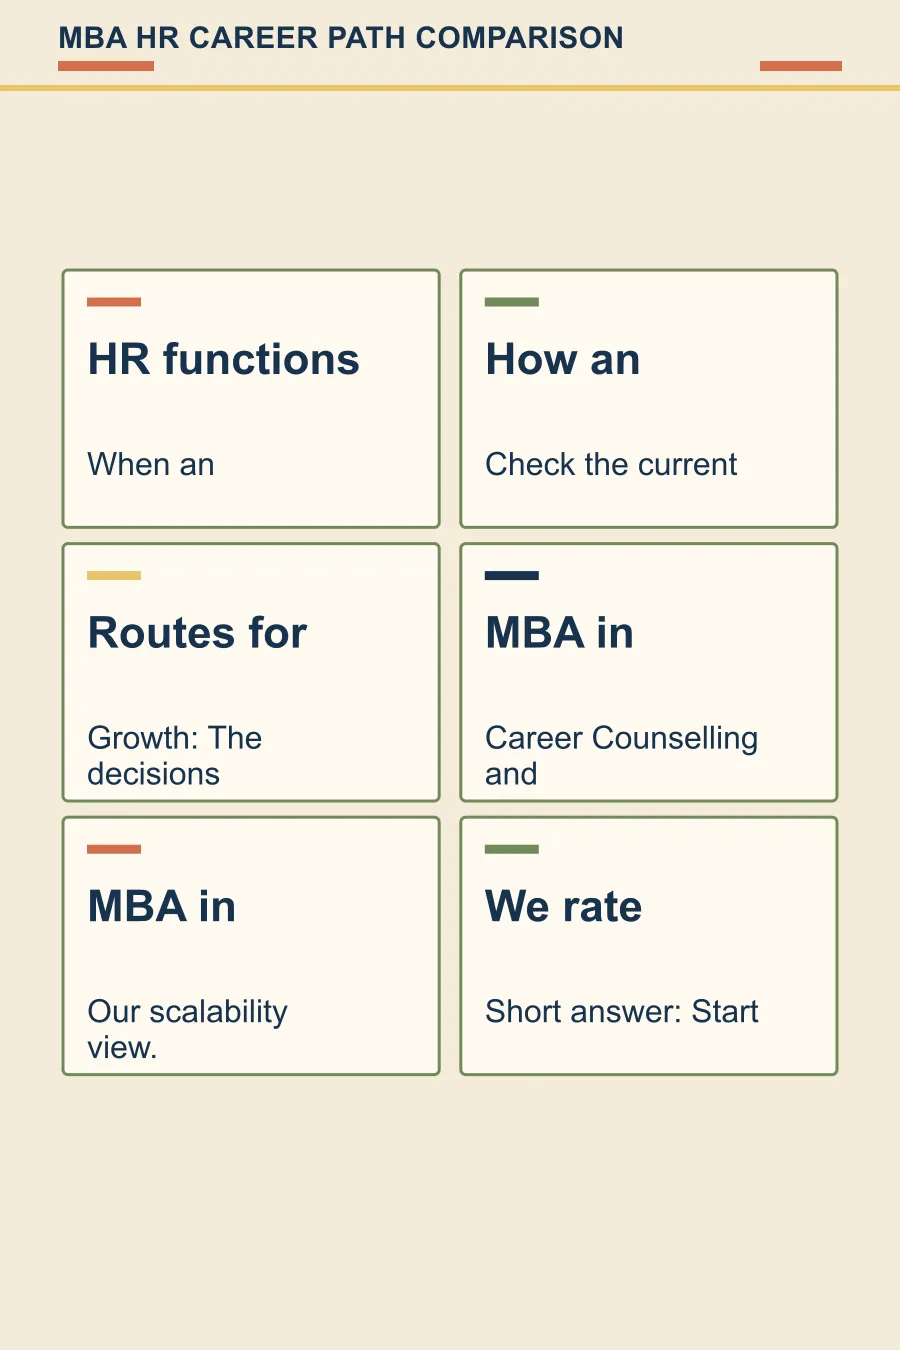 MBA HR CAREER PATH COMPARISON
HR functions
When an
How an
Check the current
Routes for
Growth: The
decisions
MBA in
Career Counselling
and
MBA in
Our scalability
view.
We rate
Short answer: Start